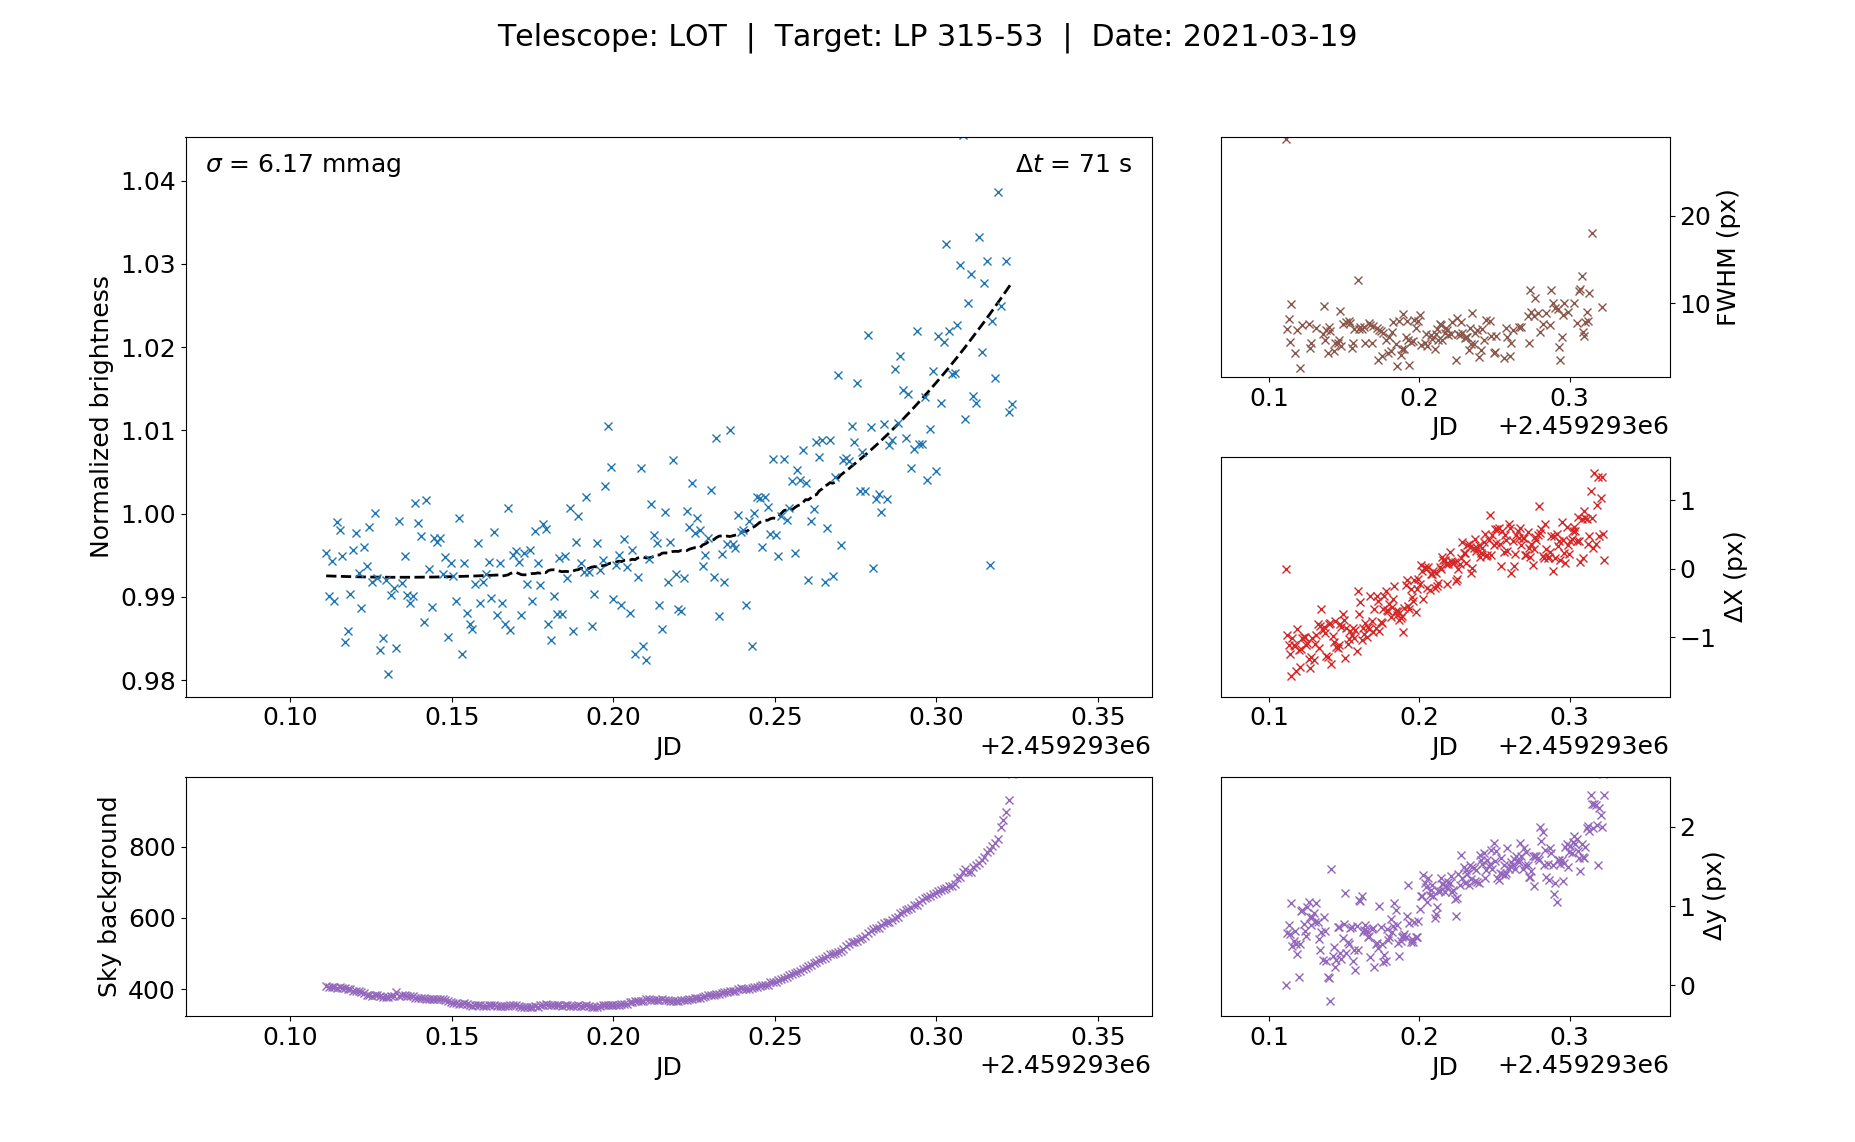 Telescope: LOT | Target: LP 315-53 | Date: 2021-03-19
σ = 6.17 mmag
Δt = 71 s
Normalized brightness
1.04
1.03
1.02
1.01
1.00
0.99
0.98
0.10 0.15 0.20 0.25 0.30 0.35
JD
+2.459293e6
FWHM (px)
20
10
0.1 0.2 0.3
JD
+2.459293e6
ΔX (px)
1
0
−1
0.1 0.2 0.3
JD
+2.459293e6
Sky background
800
600
400
0.10 0.15 0.20 0.25 0.30 0.35
JD
+2.459293e6
Δy (px)
2
1
0
0.1 0.2 0.3
JD
+2.459293e6